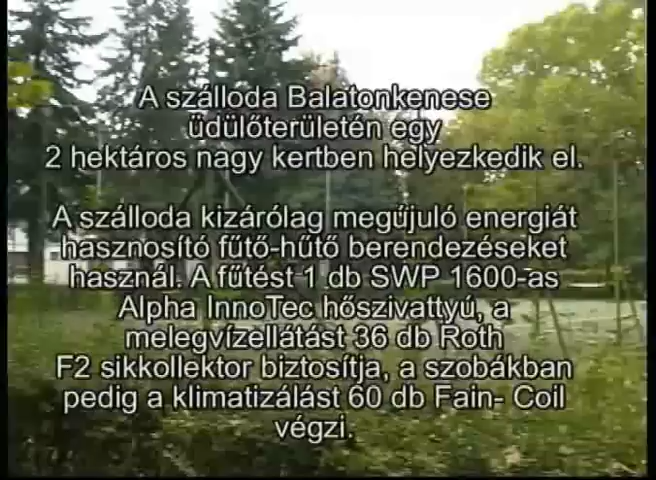 A szálloda Balatonkenese
üdülőterületén egy
2 hektáros nagy kertben helyezkedik el.
A szálloda kizárólag megújuló energiát
hasznosító fűtő-hűtő berendezéseket
használ. A fűtést 1 db SWP 1600-as
Alpha InnoTec hőszivattyú, a
melegvízellátást 36 db Roth
F2 sikkollektor biztosítja, a szobákban
pedig a klimatizálást 60 db Fain- Coil
végzi.